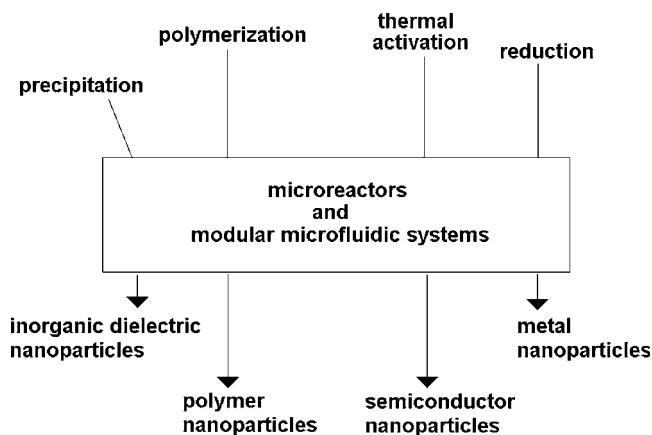 precipitation
polymerization
thermal
activation
reduction
microreactors
and
modular microfluidic systems
inorganic dielectric
nanoparticles
polymer
nanoparticles
semiconductor
nanoparticles
metal
nanoparticles